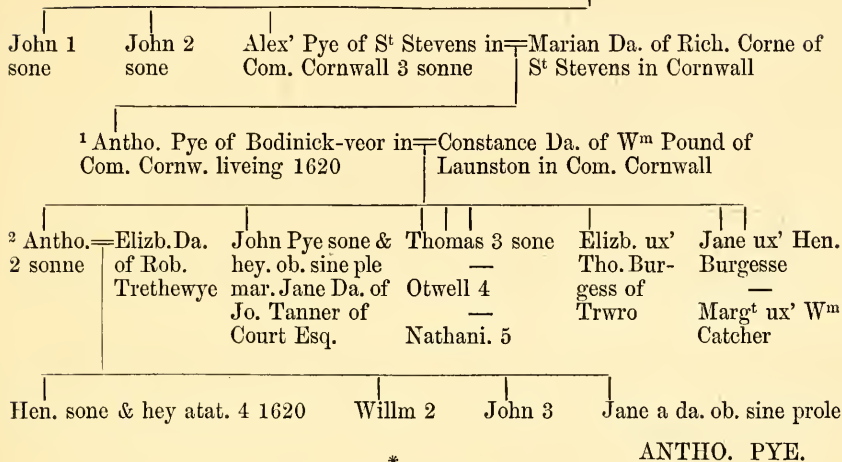 John 1 sone
John 2 sone
Alex' Pye of St Stevens in
Com. Cornwall 3 sonne
Marian Da. of Rich. Corne of
St Stevens in Cornwall
1 Antho. Pye of Bodinick-veor in
Com. Cornw. liveing 1620
Constance Da. of Wm Pound of
Launston in Com. Cornwall
2 Antho.
2 sonne
Elizb. Da.
of Rob.
Trethewye
John Pye sone &
hey. ob. sine ple
mar. Jane Da. of
Jo. Tanner of
Court Esq.
Thomas 3 sone
—
Otwell 4
—
Nathani. 5
Elizb. ux'
Tho. Bur-
gess of
Trwro
Jane ux' Hen.
Burgesse
—
Margt ux' Wm
Catcher
Hen. sone & hey atat. 4 1620
Willm 2
John 3
Jane a da. ob. sine prole
ANTHO. PYE.
*